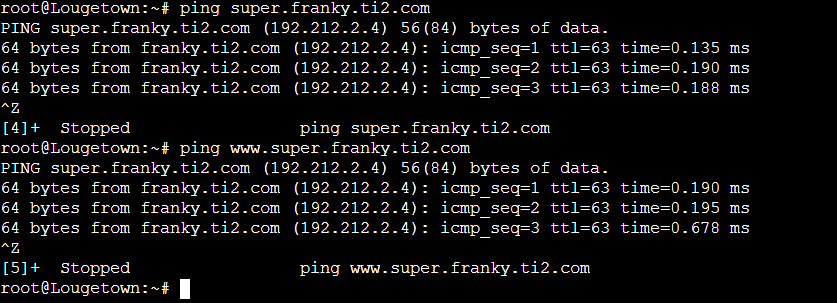 root@Lougetown:~# ping super.franky.ti2.com
PING super.franky.ti2.com (192.212.2.4) 56(84) bytes of data.
64 bytes from franky.ti2.com (192.212.2.4): icmp_seq=1 ttl=63 time=0.135 ms
64 bytes from franky.ti2.com (192.212.2.4): icmp_seq=2 ttl=63 time=0.190 ms
64 bytes from franky.ti2.com (192.212.2.4): icmp_seq=3 ttl=63 time=0.188 ms
^Z
[4]+  Stopped                 ping super.franky.ti2.com
root@Lougetown:~# ping www.super.franky.ti2.com
PING super.franky.ti2.com (192.212.2.4) 56(84) bytes of data.
64 bytes from franky.ti2.com (192.212.2.4): icmp_seq=1 ttl=63 time=0.190 ms
64 bytes from franky.ti2.com (192.212.2.4): icmp_seq=2 ttl=63 time=0.195 ms
64 bytes from franky.ti2.com (192.212.2.4): icmp_seq=3 ttl=63 time=0.678 ms
^Z
[5]+  Stopped                 ping www.super.franky.ti2.com
root@Lougetown:~#